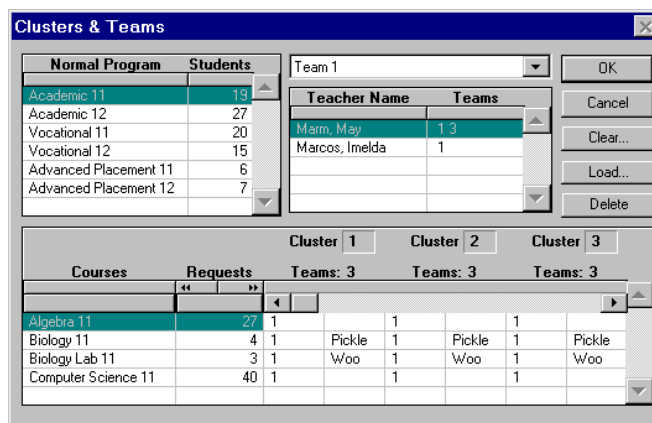 Clusters & Teams
Normal Program Students
Academic 11 19
Academic 12 27
Vocational 11 20
Vocational 12 15
Advanced Placement 11 6
Advanced Placement 12 7
Team 1
Teacher Name Teams
Marm, May 1 3
Marcos, Imelda 1
OK
Cancel
Clear...
Load...
Delete
Cluster 1 Cluster 2 Cluster 3
Courses Requests Teams: 3 Teams: 3 Teams: 3
Algebra 11 27 1 1 1
Biology 11 4 1 Pickle 1 Pickle 1 Pickle
Biology Lab 11 3 1 Woo 1 Woo 1 Woo
Computer Science 11 40 1 1 1